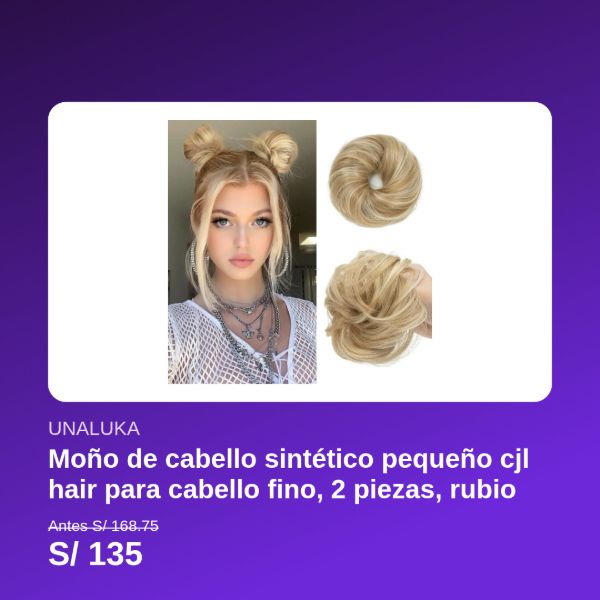 UNALUKA
Moño de cabello sintético pequeño cjl
hair para cabello fino, 2 piezas, rubio
Antes S/ 168.75
S/ 135